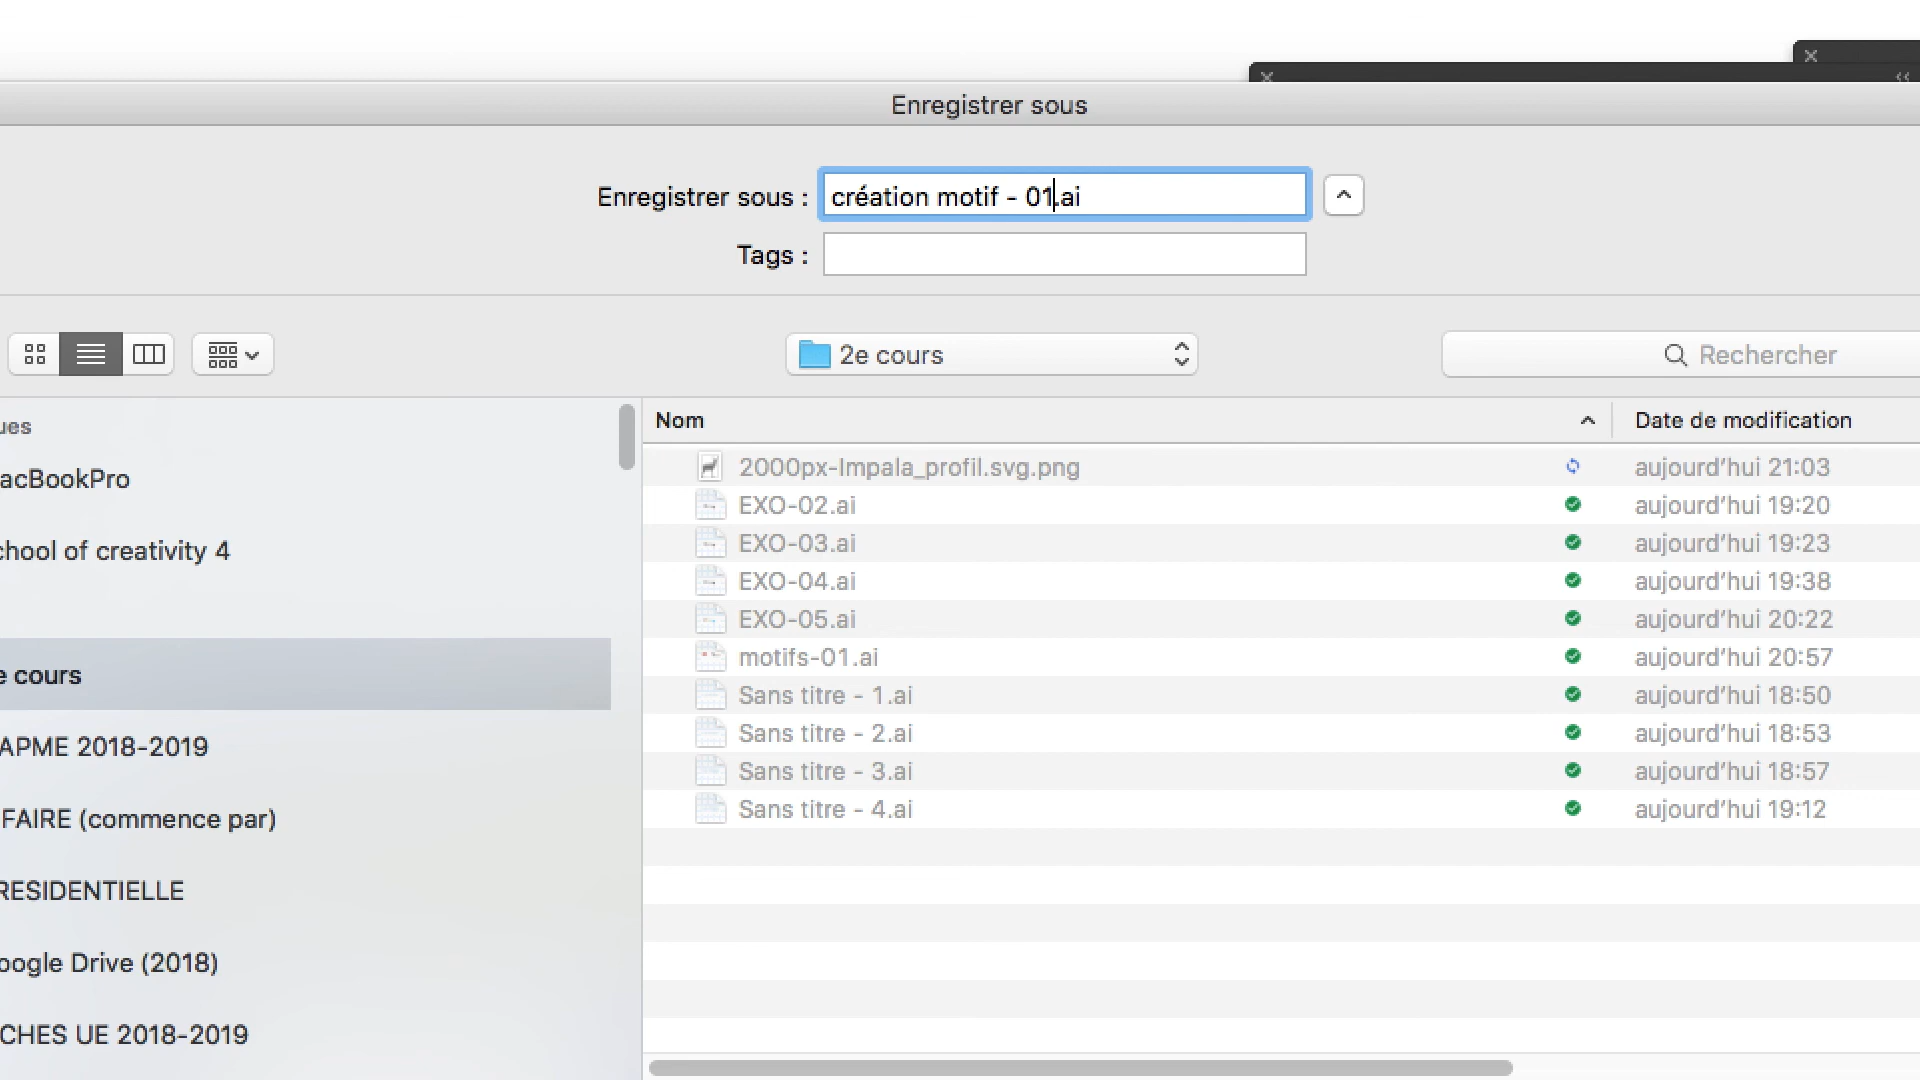 Enregistrer sous
Enregistrer sous : création motif - 01.ai
Tags :
2e cours
Rechercher
ues
acBookPro
chool of creativity 4
e cours
APME 2018-2019
FAIRE (commence par)
RESIDENTIELLE
oogle Drive (2018)
CHES UE 2018-2019
Nom Date de modification
2000px-Impala_profil.svg.png aujourd’hui 21:03
EXO-02.ai aujourd’hui 19:20
EXO-03.ai aujourd’hui 19:23
EXO-04.ai aujourd’hui 19:38
EXO-05.ai aujourd’hui 20:22
motifs-01.ai aujourd’hui 20:57
Sans titre - 1.ai aujourd’hui 18:50
Sans titre - 2.ai aujourd’hui 18:53
Sans titre - 3.ai aujourd’hui 18:57
Sans titre - 4.ai aujourd’hui 19:12